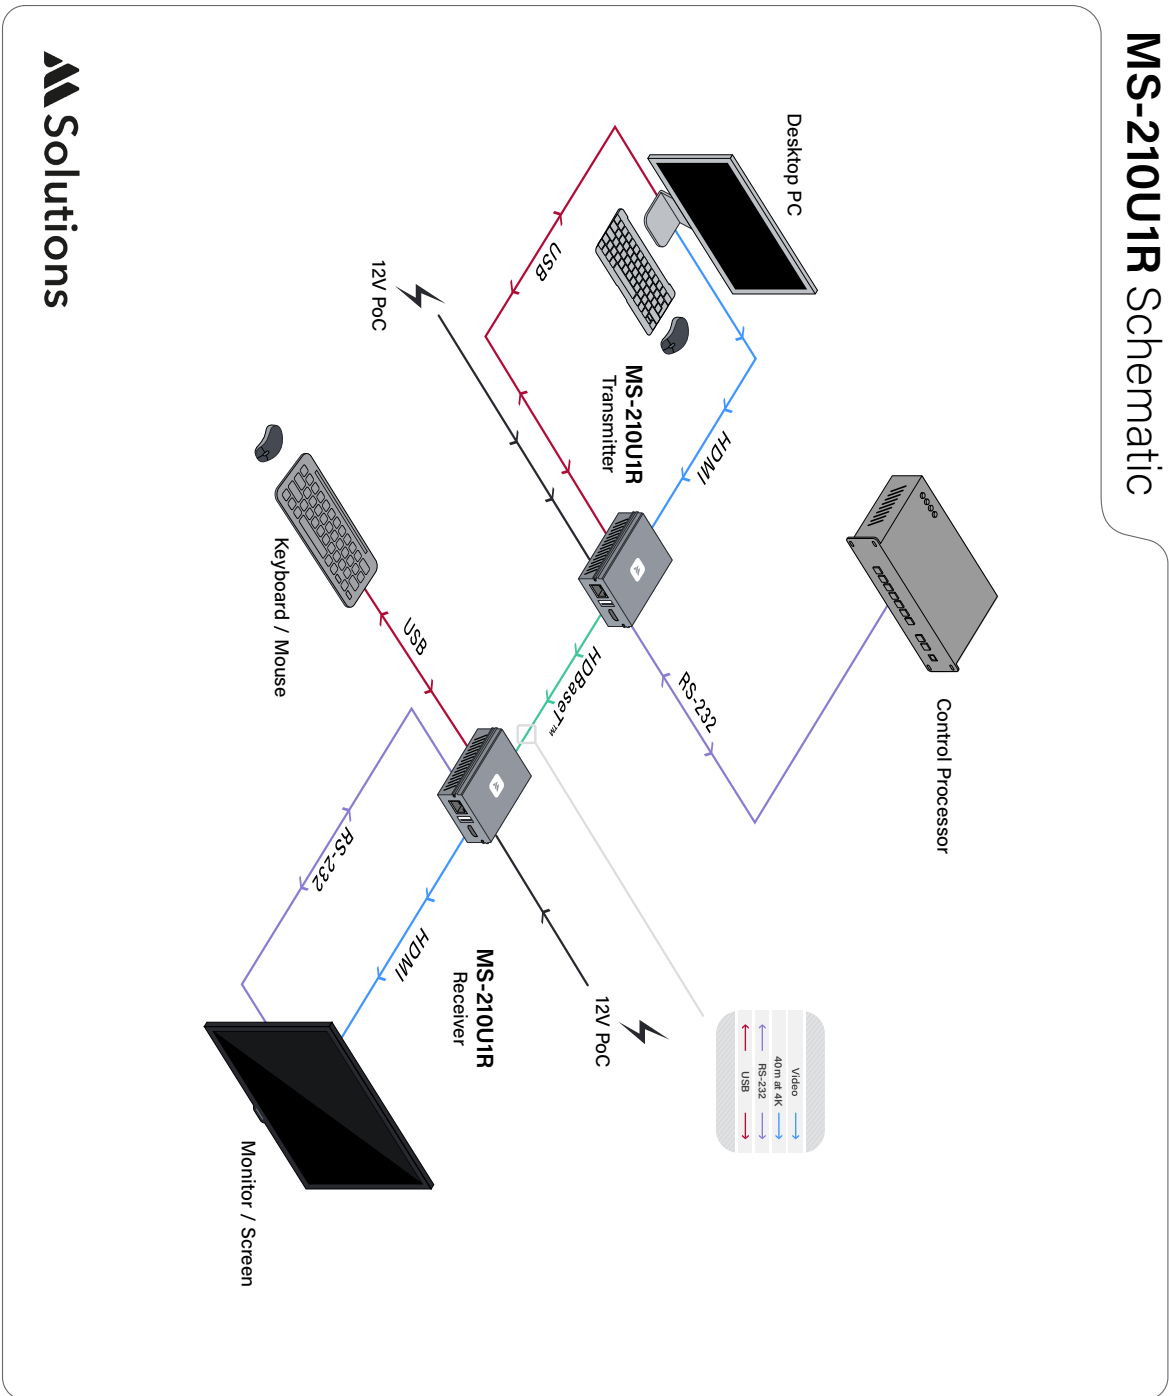 MS-210U1R Schematic
Control Processor
Desktop PC
HDMI
RS-232
MS-210U1R
Transmitter
USB
HDBaseT™
12V PoC
Video
40m at 4K
RS-232
USB
12V PoC
USB
MS-210U1R
Receiver
Keyboard / Mouse
RS-232
HDMI
Monitor / Screen
Solutions